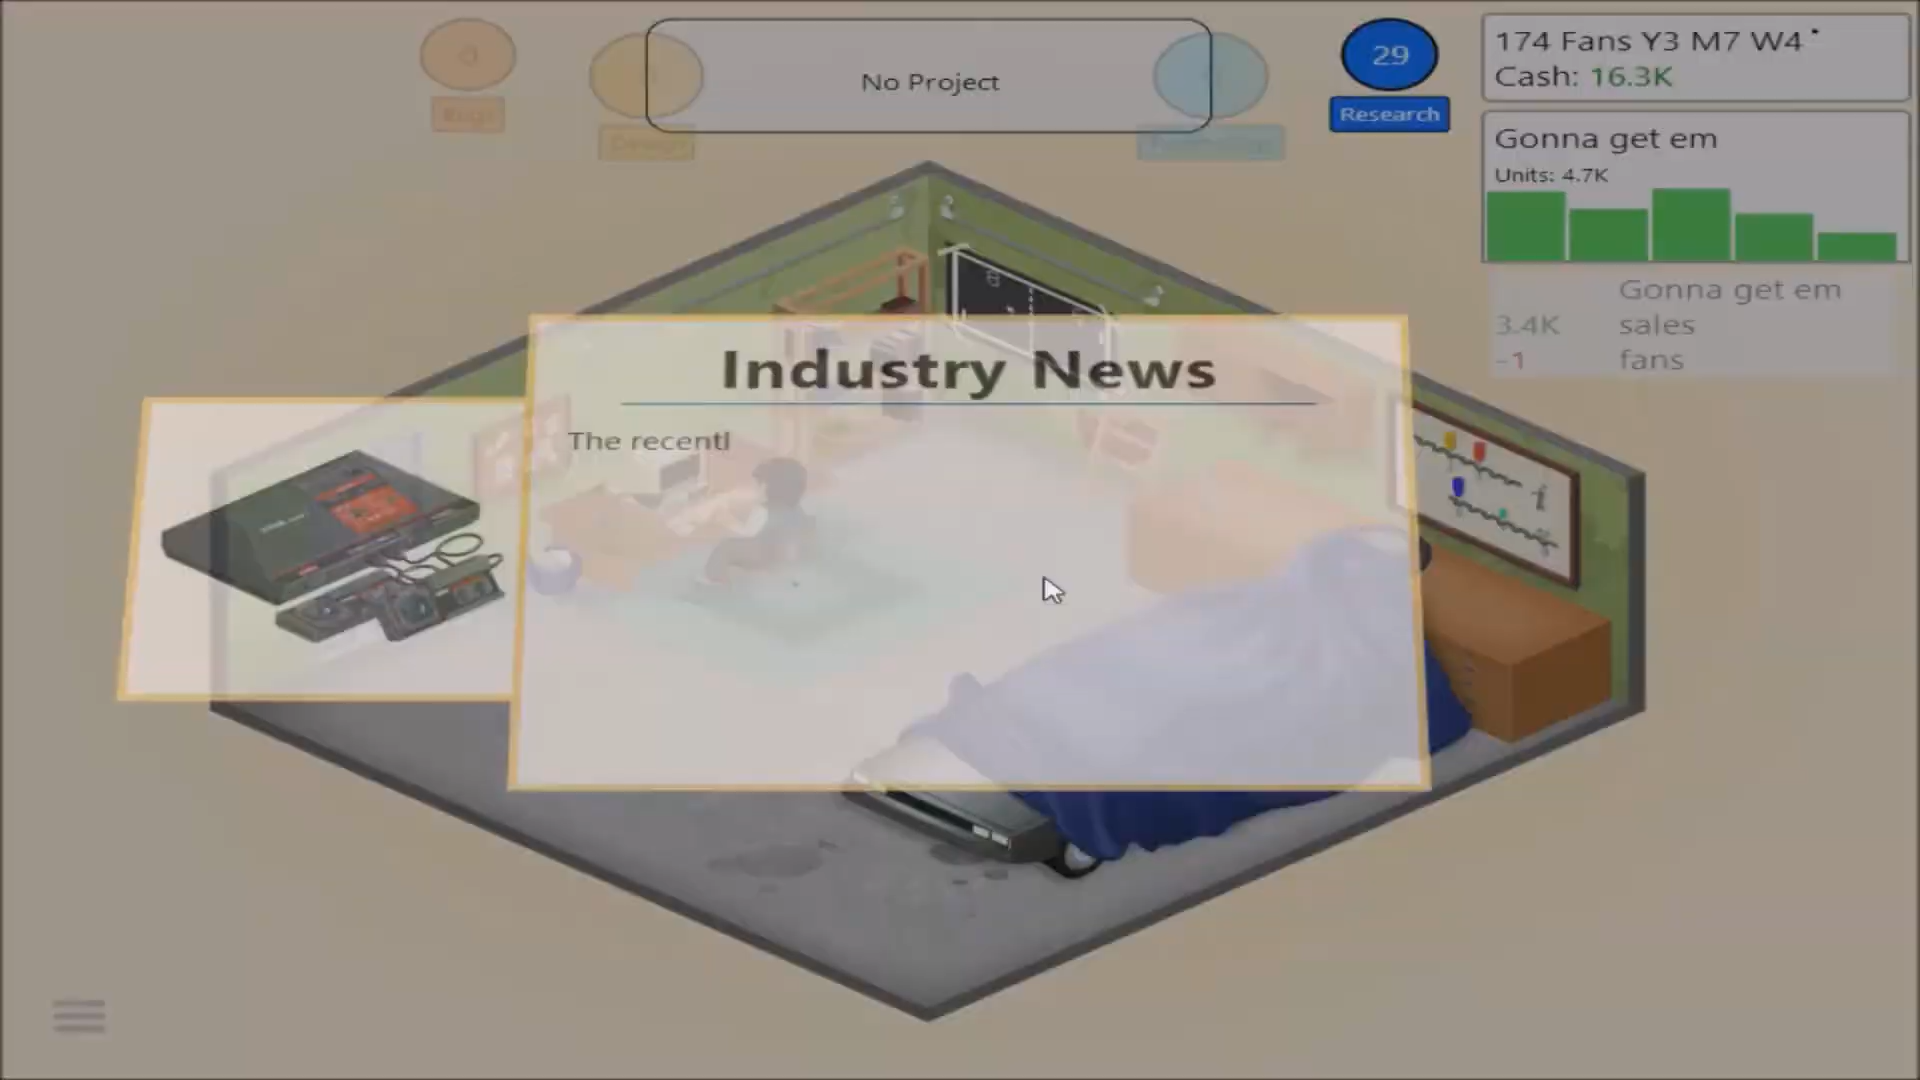 No Project
29
Research
174 Fans Y3 M7 W4
Cash: 16.3K
Gonna get em
Units: 4.7K
Gonna get em
3.4K sales
-1 fans
Industry News
The recentl